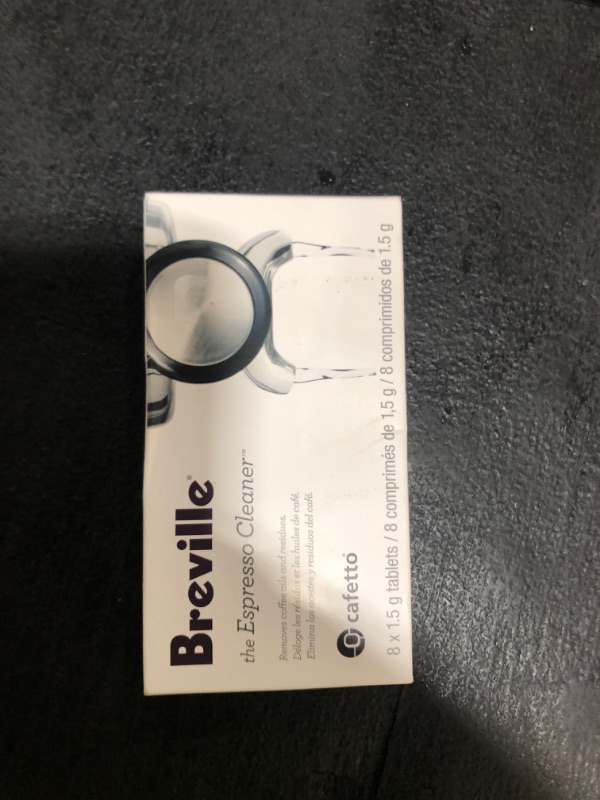 Breville®
the Espresso Cleaner™
Removes coffee oils and residues.
Déloge les résidus et les huiles de café.
Elimina los aceites y residuos del café.
cafetto®
8 x 1.5 g tablets / 8 comprimés de 1,5 g / 8 comprimidos de 1.5 g